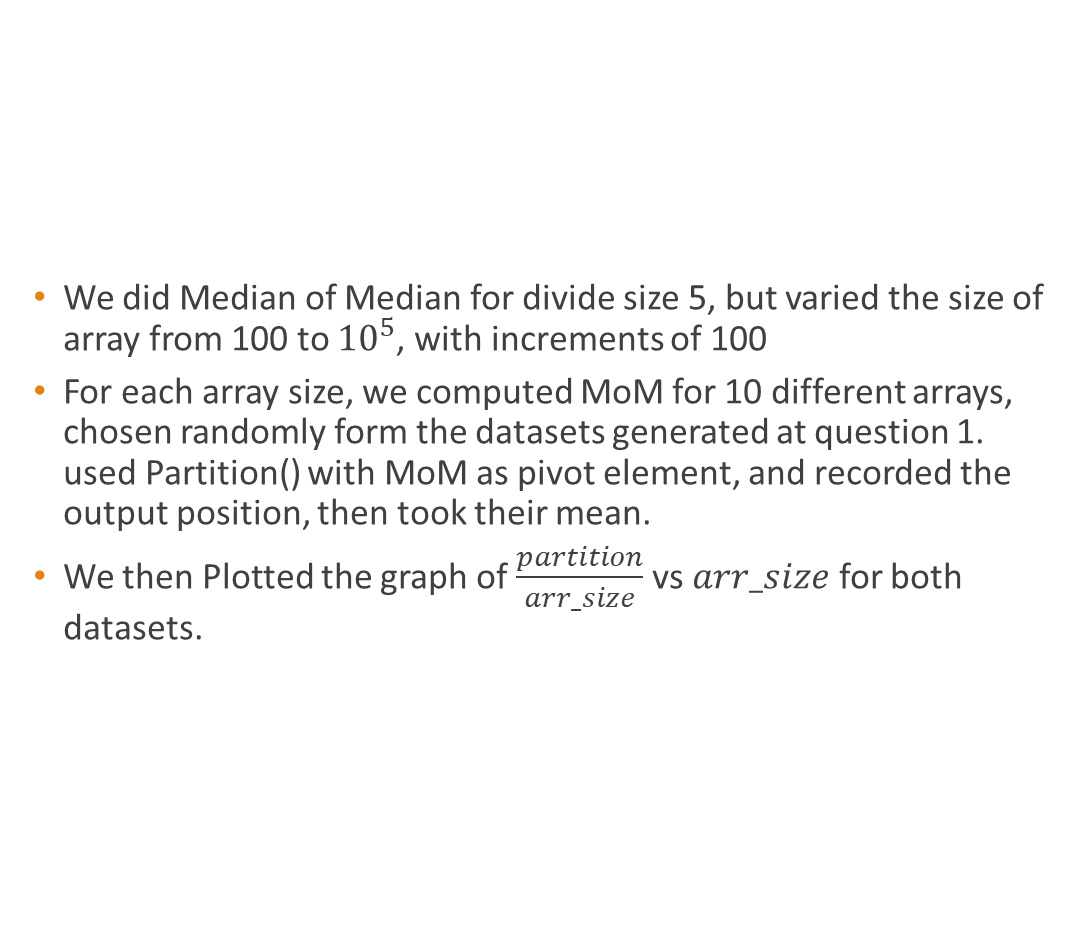 • We did Median of Median for divide size 5, but varied the size of
array from 100 to 10⁵, with increments of 100
• For each array size, we computed MoM for 10 different arrays,
chosen randomly form the datasets generated at question 1.
used Partition() with MoM as pivot element, and recorded the
output position, then took their mean.
• We then Plotted the graph of partition/arr_size vs arr_size for both
datasets.